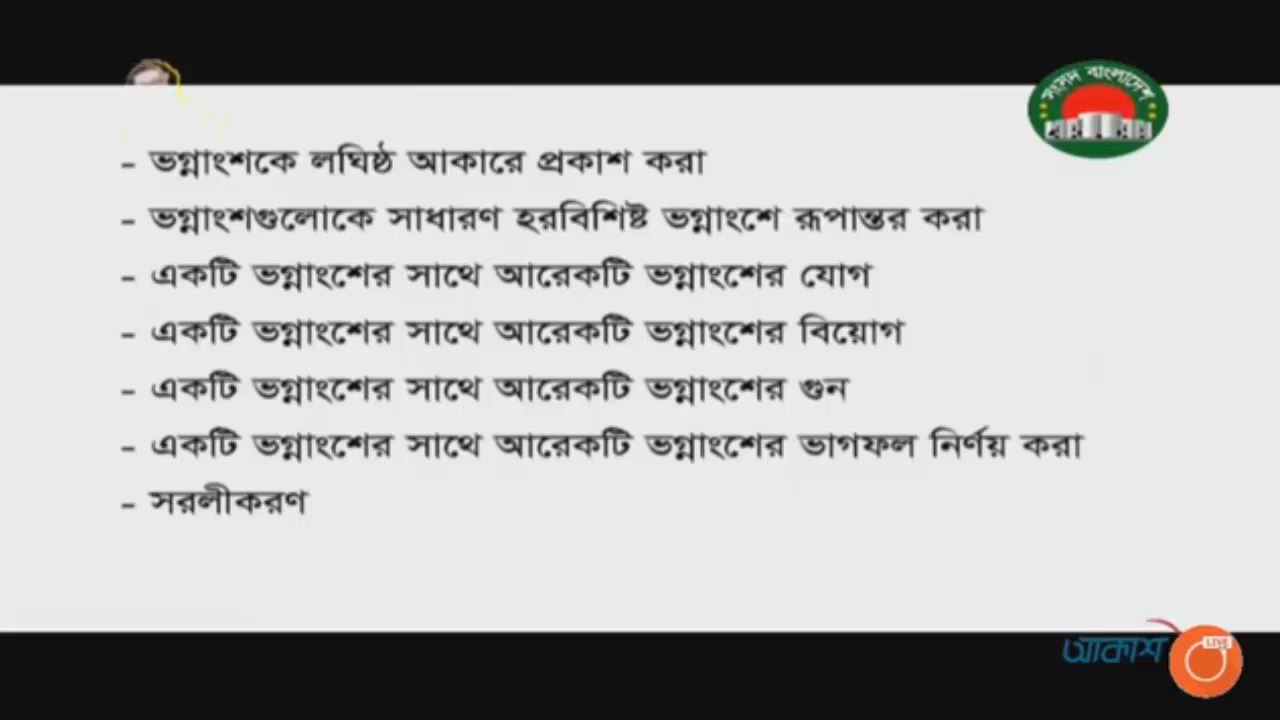 সংসদ বাংলাদেশ
- ভগ্নাংশকে লঘিষ্ঠ আকারে প্রকাশ করা
- ভগ্নাংশগুলোকে সাধারণ হরবিশিষ্ট ভগ্নাংশে রূপান্তর করা
- একটি ভগ্নাংশের সাথে আরেকটি ভগ্নাংশের যোগ
- একটি ভগ্নাংশের সাথে আরেকটি ভগ্নাংশের বিয়োগ
- একটি ভগ্নাংশের সাথে আরেকটি ভগ্নাংশের গুন
- একটি ভগ্নাংশের সাথে আরেকটি ভগ্নাংশের ভাগফল নির্ণয় করা
- সরলীকরণ
আকাশ
LIVE